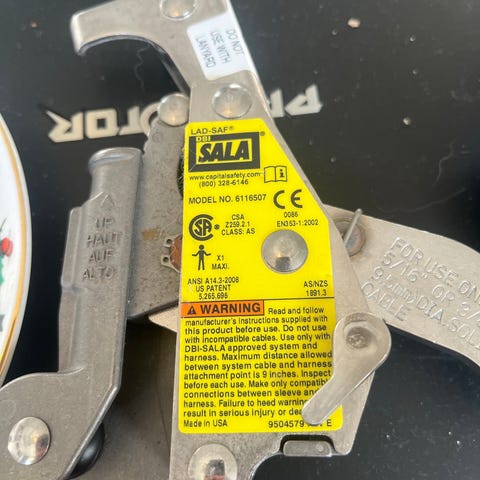 DO NOT
USE WITH
LANYARD
LAD-SAF®
DBI
SALA
www.capitalsafety.com
(800) 328-6146
MODEL NO. 6116507
CE
0086
EN353-1:2002
CSA
Z259.2.1
CLASS: AS
X1
MAXI.
ANSI A14.3-2008
US PATENT
5,265,696
AS/NZS
1891.3
WARNING Read and follow
manufacturer's instructions supplied with
this product before use. Do not use
with incompatible cables. Use only with
DBI-SALA approved system and
harness. Maximum distance allowed
between system cable and harness
attachment point is 9 inches. Inspect
before each use. Make only compatible
connections between sleeve and
harness. Failure to heed warning
result in serious injury or
Made in USA
9504579 E
UP
HAUT
AUF
ALTO
FOR USE ON
5/16 OR 3/
DIA.
CABLE